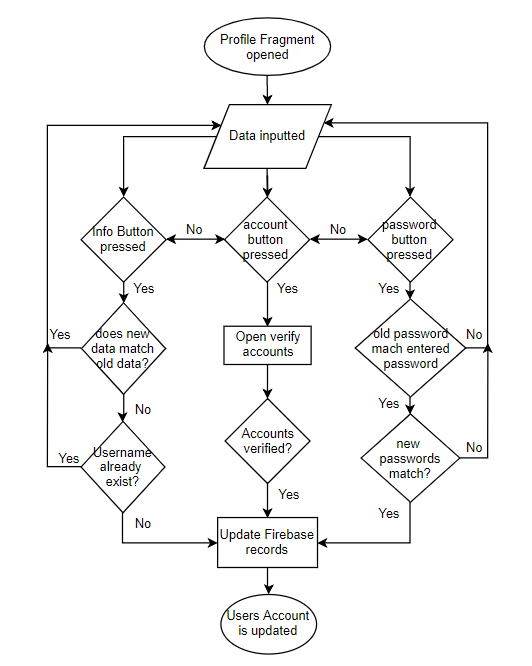 Profile Fragment
opened
Data inputted
Info Button
pressed
No
account
button
pressed
No
password
button
pressed
Yes
Yes
Yes
Yes
does new
data match
old data?
Open verify
accounts
old password
mach entered
password
No
No
Yes
Yes
Username
already
exist?
Accounts
verified?
new
passwords
match?
No
No
Yes
Yes
Update Firebase
records
Users Account
is updated